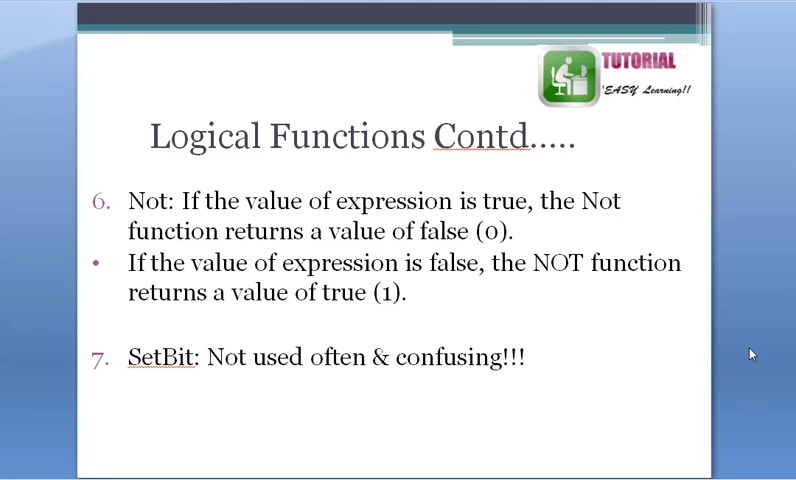 TUTORIAL
'EASY Learning!!
Logical Functions Contd.....
6. Not: If the value of expression is true, the Not
function returns a value of false (0).
• If the value of expression is false, the NOT function
returns a value of true (1).
7. SetBit: Not used often & confusing!!!